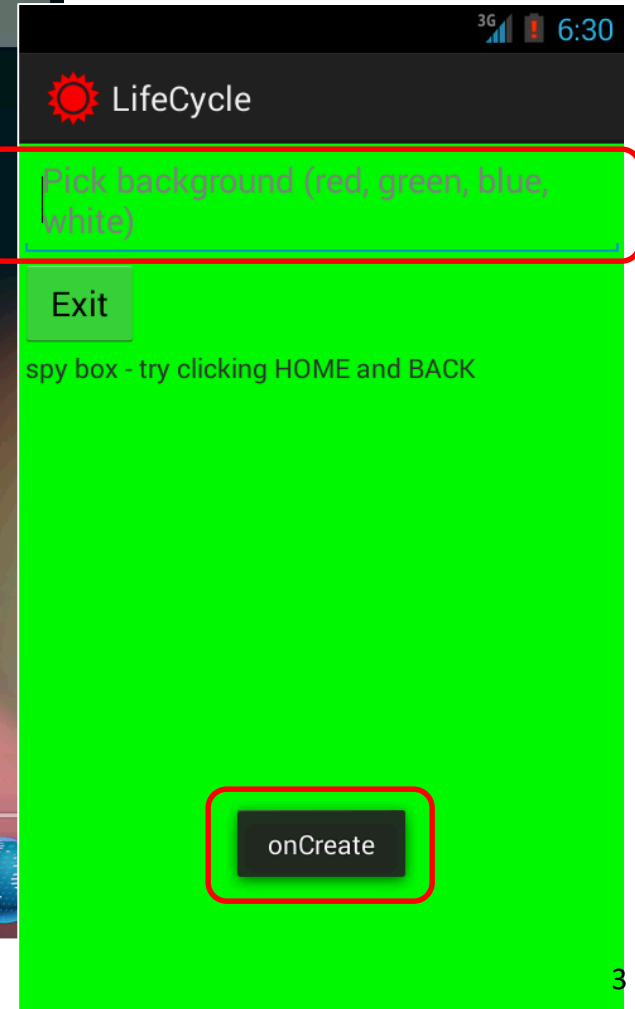 3G 6:30
LifeCycle
Pick background (red, green, blue,
white)
Exit
spy box - try clicking HOME and BACK
onCreate
3